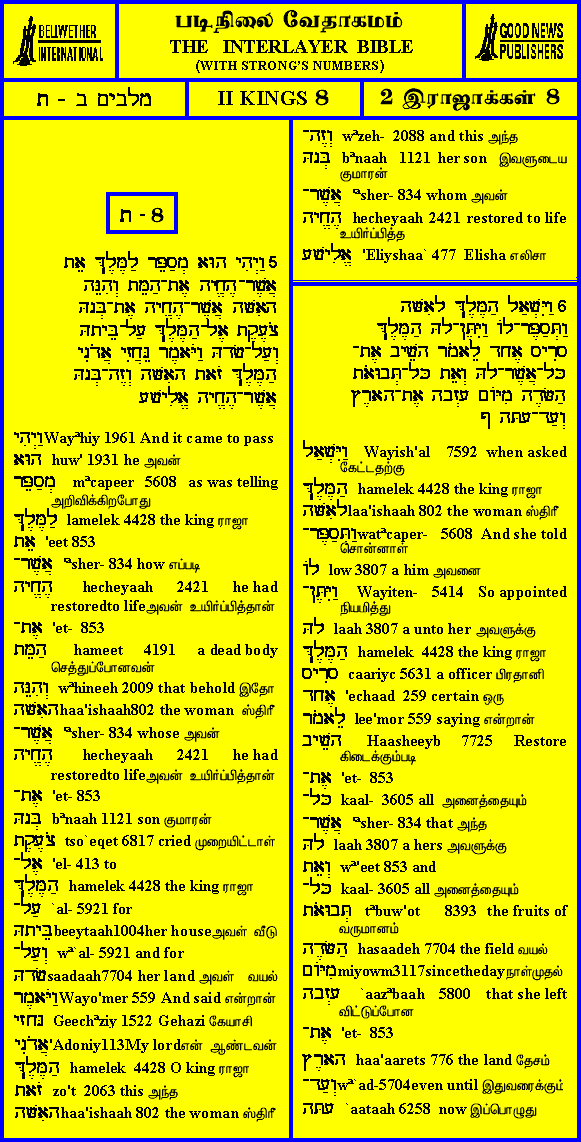 BELLWETHER
INTERNATIONAL
படிநிலை வேதாகமம்
THE INTERLAYER BIBLE
(WITH STRONG'S NUMBERS)
GOOD NEWS
PUBLISHERS
מלבים ב - ת
II KINGS 8
2 இராஜாக்கள் 8
ת - 8
5 וַיְהִי הוּא מְסַפֵּר לַמֶּלֶךְ אֵת
אֲשֶׁר־הֶחֱיָה אֶת־הַמֵּת וְהִנֵּה
הָאִשָּׁה אֲשֶׁר־הֶחֱיָה אֶת־בְּנָהּ
צֹעֶקֶת אֶל־הַמֶּלֶךְ עַל־בֵּיתָהּ
וְעַל־שָׂדָהּ וַיֹּאמֶר גֵּחֲזִי אֲדֹנִי
הַמֶּלֶךְ זֹאת הָאִשָּׁה וְזֶה־בְּנָהּ
אֲשֶׁר־הֶחֱיָה אֱלִישָׁע
וַיְהִי Wayªhiy 1961 And it came to pass
הוּא huw' 1931 he அவன்
מְסַפֵּר mªcapeer 5608 as was telling
அறிவிக்கிறபோது
לַמֶּלֶךְ lamelek 4428 the king ராஜா
אֵת 'eet 853
אֲשֶׁר־ ªsher- 834 how எப்படி
הֶחֱיָה hecheyaah 2421 he had
restoredto lifeஅவன் உயிர்ப்பித்தான்
אֶת־ 'et- 853
הַמֵּת hameet 4191 a dead body
செத்துப்போனவன்
וְהִנֵּה wªhineeh 2009 that behold இதோ
הָאִשָּׁה haa'ishaah802 the woman ஸ்திரீ
אֲשֶׁר־ ªsher- 834 whose அவன்
הֶחֱיָה hecheyaah 2421 he had
restoredto lifeஅவன் உயிர்ப்பித்தான்
אֶת־ 'et- 853
בְּנָהּ bªnaah 1121 son குமாரன்
צֹעֶקֶת tso`eqet 6817 cried முறையிட்டாள்
אֶל־ 'el- 413 to
הַמֶּלֶךְ hamelek 4428 the king ராஜா
עַל־ `al- 5921 for
בֵּיתָהּ beeytaah1004her houseஅவள் வீடு
וְעַל־ wª`al- 5921 and for
שָׂדָהּ saadaah7704 her land அவள் வயல்
וַיֹּאמֶר Wayo'mer 559 And said என்றான்
גֵּחֲזִי Geechªziy 1522 Gehazi கேயாசி
אֲדֹנִי 'Adoniy113My lordஎன் ஆண்டவன்
הַמֶּלֶךְ hamelek 4428 O king ராஜா
זֹאת zo't 2063 this அந்த
הָאִשָּׁה haa'ishaah 802 the woman ஸ்திரீ
וְזֶה־ wªzeh- 2088 and this அந்த
בְּנָהּ bªnaah 1121 her son இவளுடைய
குமாரன்
אֲשֶׁר־ ªsher- 834 whom அவன்
הֶחֱיָה hecheyaah 2421 restored to life
உயிர்ப்பித்த
אֱלִישָׁע 'Eliyshaa` 477 Elisha எலிசா
6 וַיִּשְׁאַל הַמֶּלֶךְ לָאִשָּׁה
וַתְּסַפֶּר־לוֹ וַיִּתֶּן־לָהּ הַמֶּלֶךְ
סָרִיס אֶחָד לֵאמֹר הָשֵׁיב אֶת־
כָּל־אֲשֶׁר־לָהּ וְאֵת כָּל־תְּבוּאֹת
הַשָּׂדֶה מִיּוֹם עָזְבָה אֶת־הָאָרֶץ
וְעַד־עָתָּה ף
וַיִּשְׁאַל Wayish'al 7592 when asked
கேட்டதற்கு
הַמֶּלֶךְ hamelek 4428 the king ராஜா
לָאִשָּׁה laa'ishaah 802 the woman ஸ்திரீ
וַתְּסַפֶּר־ watªcaper- 5608 And she told
சொன்னாள்
לוֹ low 3807 a him அவனை
וַיִּתֶּן־ Wayiten- 5414 So appointed
நியமித்து
לָהּ laah 3807 a unto her அவளுக்கு
הַמֶּלֶךְ hamelek 4428 the king ராஜா
סָרִיס caariyc 5631 a officer பிரதானி
אֶחָד 'echaad 259 certain ஒரு
לֵאמֹר lee'mor 559 saying என்றான்
הָשֵׁיב Haasheeyb 7725 Restore
கிடைக்கும்படி
אֶת־ 'et- 853
כָּל־ kaal- 3605 all அனைத்தையும்
אֲשֶׁר־ ªsher- 834 that அந்த
לָהּ laah 3807 a hers அவளுக்கு
וְאֵת wª'eet 853 and
כָּל־ kaal- 3605 all அனைத்தையும்
תְּבוּאֹת tªbuw'ot 8393 the fruits of
வருமானம்
הַשָּׂדֶה hasaadeh 7704 the field வயல்
מִיּוֹם miyowm3117sincethedayநாள்முதல்
עָזְבָה `aazªbaah 5800 that she left
விட்டுப்போன
אֶת־ 'et- 853
הָאָרֶץ haa'aarets 776 the land தேசம்
וְעַד־ wª`ad-5704even until இதுவரைக்கும்
עָתָּה `aataah 6258 now இப்பொழுது